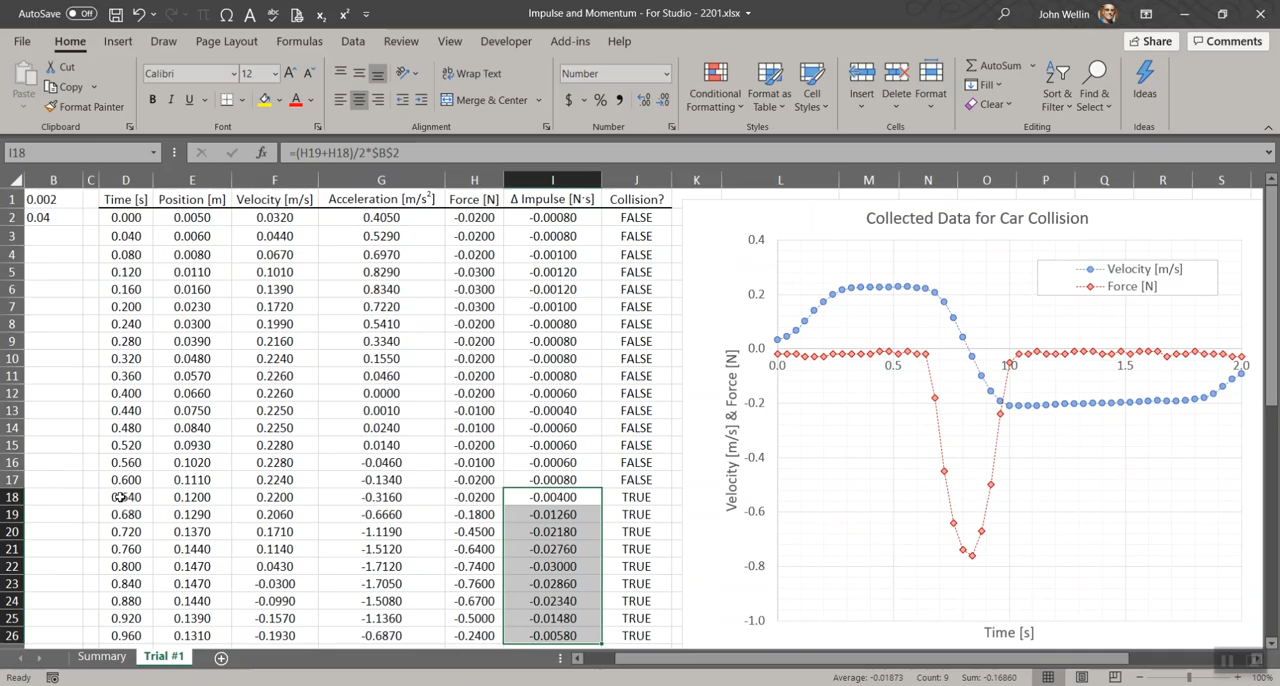 AutoSave Off Impulse and Momentum - For Studio - 2201.xlsx John Wellin
File Home Insert Draw Page Layout Formulas Data Review View Developer Add-ins Help Share Comments
Paste Cut Copy Format Painter Clipboard
Calibri 12 B I U A Font
Wrap Text Merge & Center Alignment
Number $ % Number
Conditional Formatting Format as Table Cell Styles Styles
Insert Delete Format Cells
AutoSum Fill Clear Sort & Filter Find & Select Editing
Ideas Ideas
I18 fx =(H19+H18)/2*$B$2
B C D E F G H I J K L M N O P Q R S
1 0.002 Time [s] Position [m] Velocity [m/s] Acceleration [m/s²] Force [N] Δ Impulse [N·s] Collision?
2 0.04 0.000 0.0050 0.0320 0.4050 -0.0200 -0.00080 FALSE
3 0.040 0.0060 0.0440 0.5290 -0.0200 -0.00080 FALSE
4 0.080 0.0080 0.0670 0.6970 -0.0200 -0.00100 FALSE
5 0.120 0.0110 0.1010 0.8290 -0.0300 -0.00120 FALSE
6 0.160 0.0160 0.1390 0.8340 -0.0300 -0.00120 FALSE
7 0.200 0.0230 0.1720 0.7220 -0.0300 -0.00100 FALSE
8 0.240 0.0300 0.1990 0.5410 -0.0200 -0.00080 FALSE
9 0.280 0.0390 0.2160 0.3340 -0.0200 -0.00080 FALSE
10 0.320 0.0480 0.2240 0.1550 -0.0200 -0.00080 FALSE
11 0.360 0.0570 0.2260 0.0460 -0.0200 -0.00080 FALSE
12 0.400 0.0660 0.2260 0.0000 -0.0200 -0.00060 FALSE
13 0.440 0.0750 0.2250 0.0010 -0.0100 -0.00040 FALSE
14 0.480 0.0840 0.2250 0.0240 -0.0100 -0.00060 FALSE
15 0.520 0.0930 0.2280 0.0140 -0.0200 -0.00060 FALSE
16 0.560 0.1020 0.2280 -0.0460 -0.0100 -0.00060 FALSE
17 0.600 0.1110 0.2240 -0.1340 -0.0200 -0.00080 FALSE
18 0.640 0.1200 0.2200 -0.3160 -0.0200 -0.00400 TRUE
19 0.680 0.1290 0.2060 -0.6660 -0.1800 -0.01260 TRUE
20 0.720 0.1370 0.1710 -1.1190 -0.4500 -0.02180 TRUE
21 0.760 0.1440 0.1140 -1.5120 -0.6400 -0.02760 TRUE
22 0.800 0.1470 0.0430 -1.7120 -0.7400 -0.03000 TRUE
23 0.840 0.1470 -0.0300 -1.7050 -0.7600 -0.02860 TRUE
24 0.880 0.1440 -0.0990 -1.5080 -0.6700 -0.02340 TRUE
25 0.920 0.1390 -0.1570 -1.1360 -0.5000 -0.01480 TRUE
26 0.960 0.1310 -0.1930 -0.6870 -0.2400 -0.00580 TRUE
Collected Data for Car Collision
Velocity [m/s]
Force [N]
Velocity [m/s] & Force [N]
0.4
0.2
0.0
-0.2
-0.4
-0.6
-0.8
-1.0
0.0 0.5 1.0 1.5 2.0
Time [s]
Summary Trial #1
Ready Average: -0.01873 Count: 9 Sum: -0.16860 100%